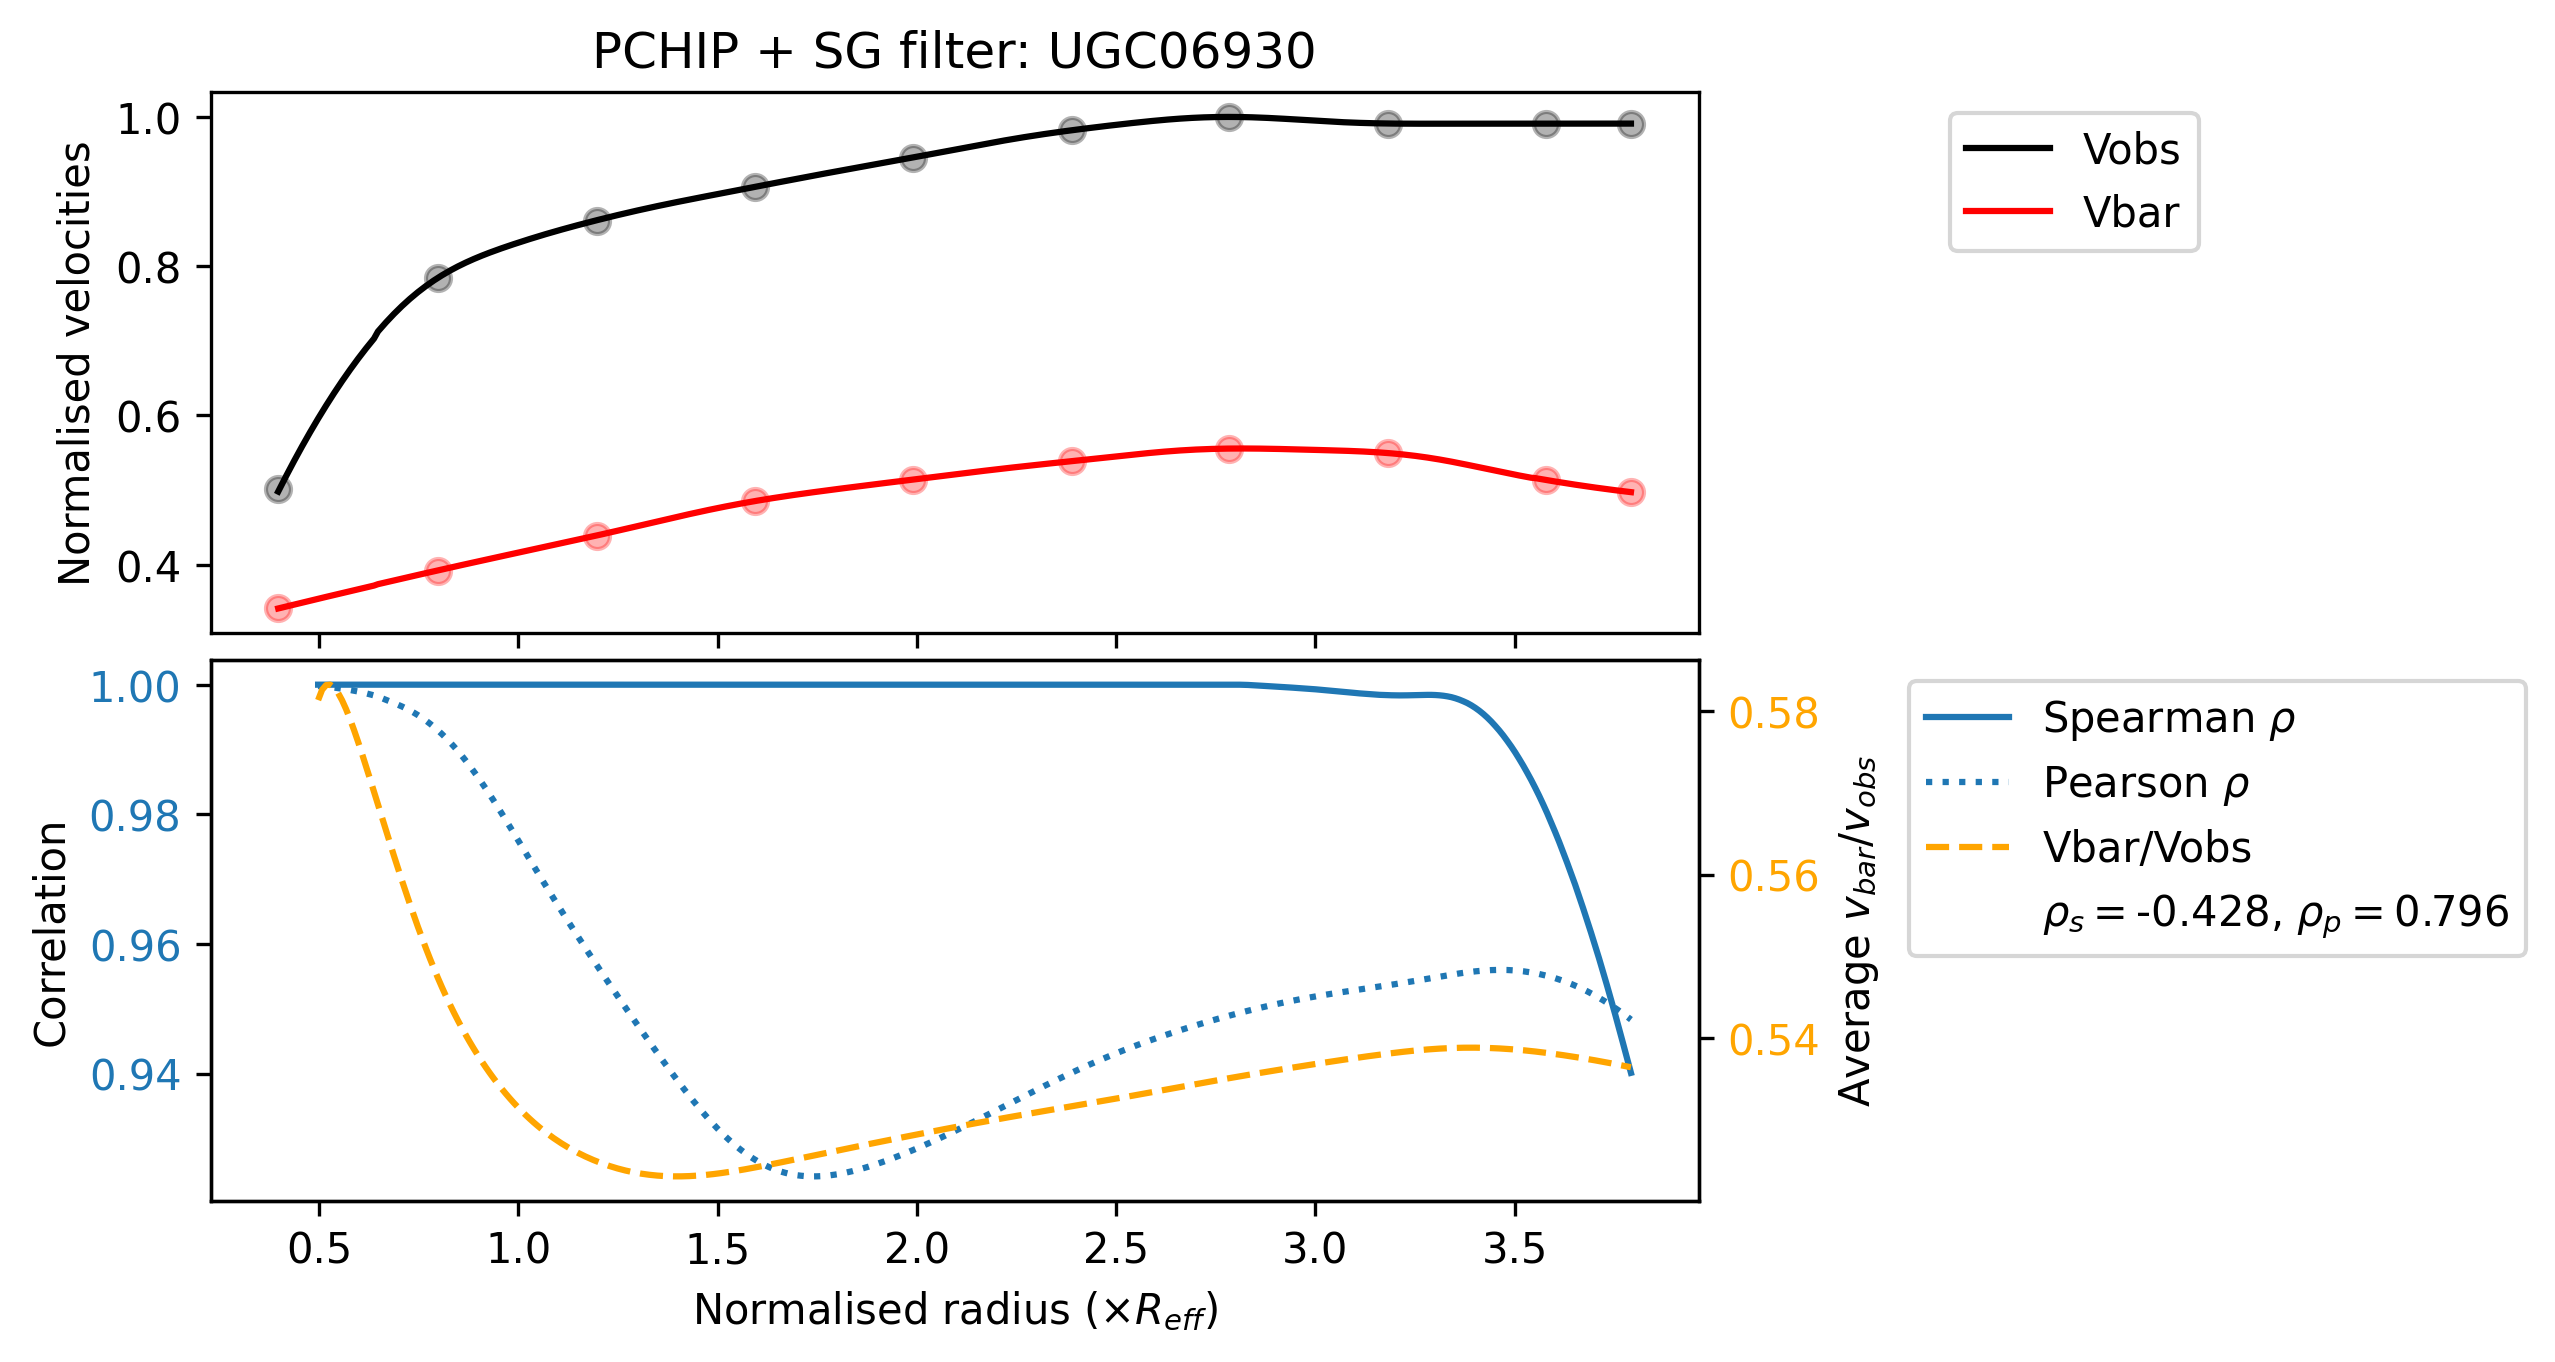 PCHIP + SG filter: UGC06930
Normalised velocities
1.0
0.8
0.6
0.4
Vobs
Vbar
Correlation
1.00
0.98
0.96
0.94
0.58
0.56
0.54
Average v_bar/v_obs
Spearman ρ
Pearson ρ
Vbar/Vobs
ρ_s = -0.428, ρ_p = 0.796
0.5 1.0 1.5 2.0 2.5 3.0 3.5
Normalised radius (×R_eff)